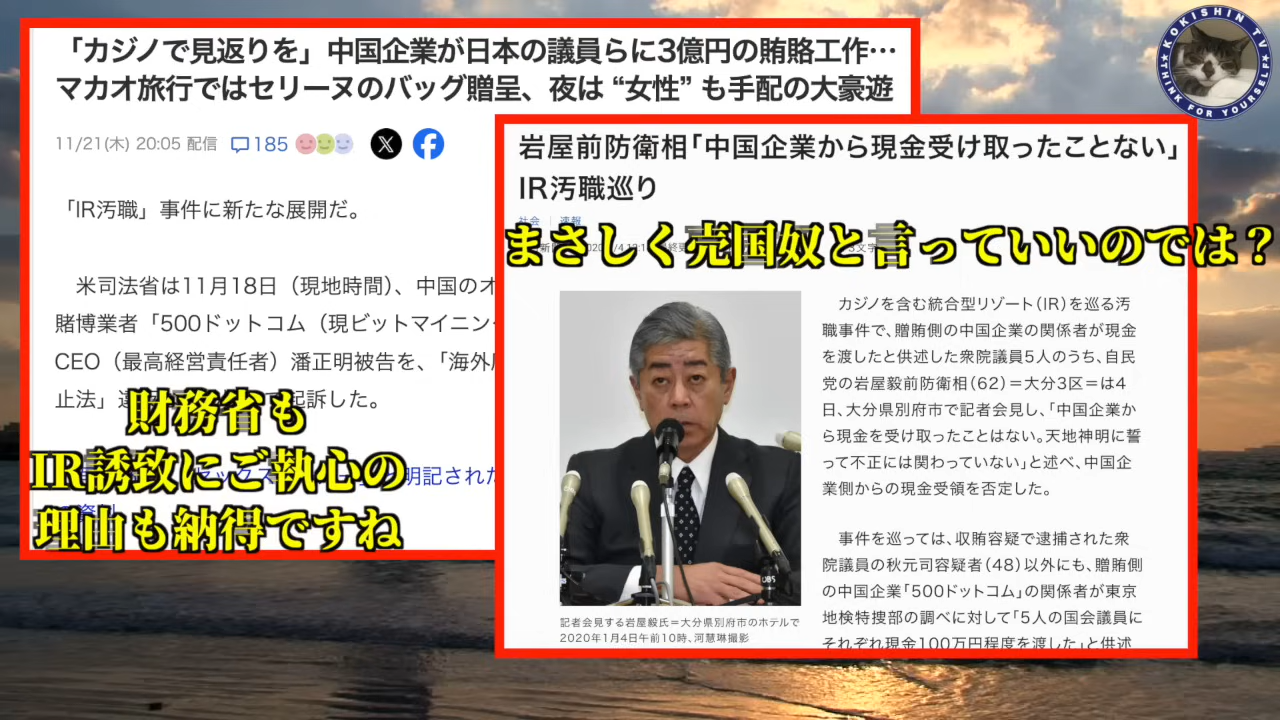 「カジノで見返りを」中国企業が日本の議員らに3億円の賄賂工作…
マカオ旅行ではセリーヌのバッグ贈呈、夜は “女性” も手配の大豪遊
11/21(木) 20:05 配信
185
「IR汚職」事件に新たな展開だ。
米司法省は11月18日（現地時間）、中国のオ
賭博業者「500ドットコム（現ビットマイニン
CEO（最高経営責任者）潘正明被告を、「海外
止法」
起訴した。
明記された
財務省も
IR誘致にご執心の
理由も納得ですね
KOKISHIN TV
THINK FOR YOURSELF
岩屋前防衛相「中国企業から現金受け取ったことない」
IR汚職巡り
社会 | 速報
まさしく売国奴と言っていいのでは？
カジノを含む統合型リゾート（IR）を巡る汚
職事件で、贈賄側の中国企業の関係者が現金
を渡したと供述した衆院議員5人のうち、自民
党の岩屋毅前防衛相（62）＝大分3区＝は4
日、大分県別府市で記者会見し、「中国企業か
ら現金を受け取ったことはない。天地神明に誓
って不正には関わっていない」と述べ、中国企
業側からの現金受領を否定した。
事件を巡っては、収賄容疑で逮捕された衆
院議員の秋元司容疑者（48）以外にも、贈賄側
の中国企業「500ドットコム」の関係者が東京
地検特捜部の調べに対して「5人の国会議員に
それぞれ現金100万円程度を渡した」と供述
記者会見する岩屋毅氏＝大分県別府市のホテルで
2020年1月4日午前10時、河慧琳撮影